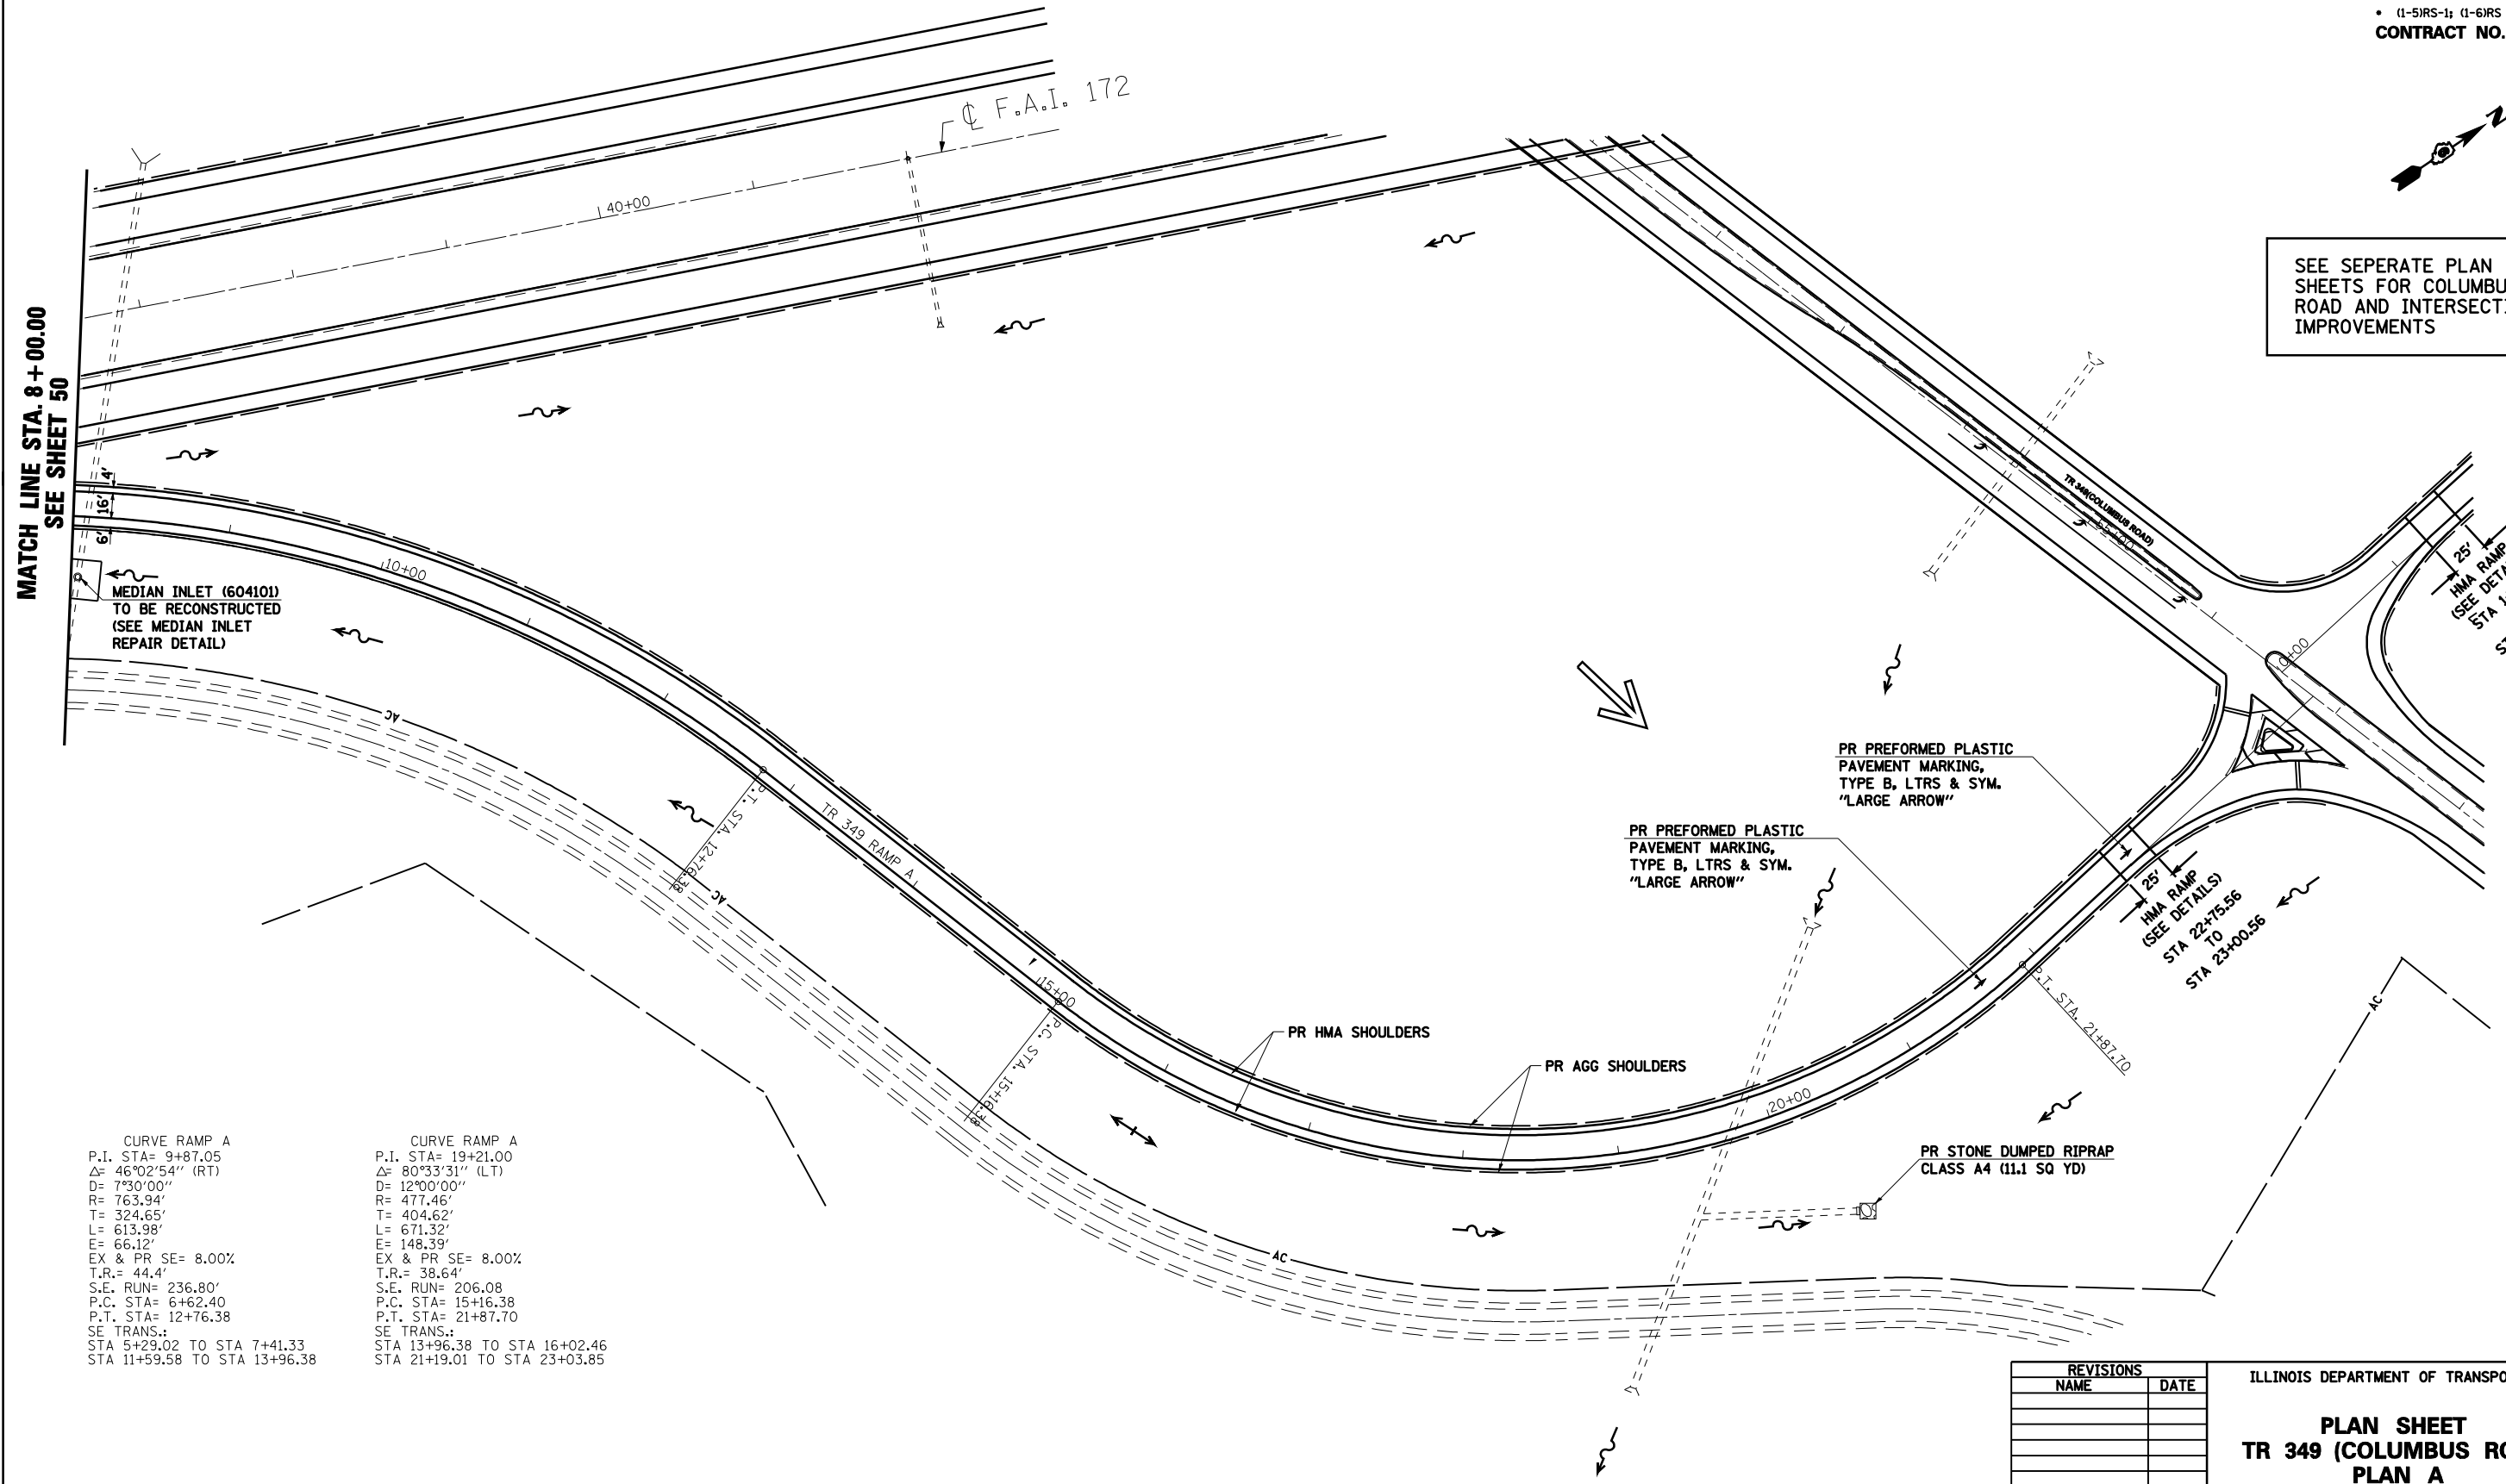 • (1-5)RS-1; (1-6)RS
CONTRACT NO.
N
℄ F.A.I. 172
40+00
SEE SEPERATE PLAN
SHEETS FOR
ROAD AND
IMPROVEMENTS
MATCH LINE STA. 8+00.00
SEE SHEET 50
4'
16'
6'
10+00
MEDIAN INLET (604101)
TO BE RECONSTRUCTED
(SEE MEDIAN INLET
REPAIR DETAIL)
TR 349(COLUMBUS ROAD)
55+00
0+00
25'
HMA RAMP
(SEE
STA
AC
P.T. STA. 12+76.38
TR 349 RAMP A
AC
15+00
P.C. STA. 15+16.38
PR PREFORMED PLASTIC
PAVEMENT MARKING,
TYPE B, LTRS & SYM.
"LARGE ARROW"
PR PREFORMED PLASTIC
PAVEMENT MARKING,
TYPE B, LTRS & SYM.
"LARGE ARROW"
25'
HMA RAMP
(SEE DETAILS)
STA 22+75.56
TO
STA 23+00.56
P.T. STA. 21+87.70
AC
PR HMA SHOULDERS
PR AGG SHOULDERS
20+00
PR STONE DUMPED RIPRAP
CLASS A4 (11.1 SQ YD)
AC
CURVE RAMP A
P.I. STA= 9+87.05
Δ= 46°02'54'' (RT)
D= 7°30'00''
R= 763.94'
T= 324.65'
L= 613.98'
E= 66.12'
EX & PR SE= 8.00%
T.R.= 44.4'
S.E. RUN= 236.80'
P.C. STA= 6+62.40
P.T. STA= 12+76.38
SE TRANS.:
STA 5+29.02 TO STA 7+41.33
STA 11+59.58 TO STA 13+96.38
CURVE RAMP A
P.I. STA= 19+21.00
Δ= 80°33'31'' (LT)
D= 12°00'00''
R= 477.46'
T= 404.62'
L= 671.32'
E= 148.39'
EX & PR SE= 8.00%
T.R.= 38.64'
S.E. RUN= 206.08
P.C. STA= 15+16.38
P.T. STA= 21+87.70
SE TRANS.:
STA 13+96.38 TO STA 16+02.46
STA 21+19.01 TO STA 23+03.85
REVISIONS
NAME DATE
ILLINOIS DEPARTMENT OF
PLAN SHEET
TR 349 (COLUMBUS
PLAN A